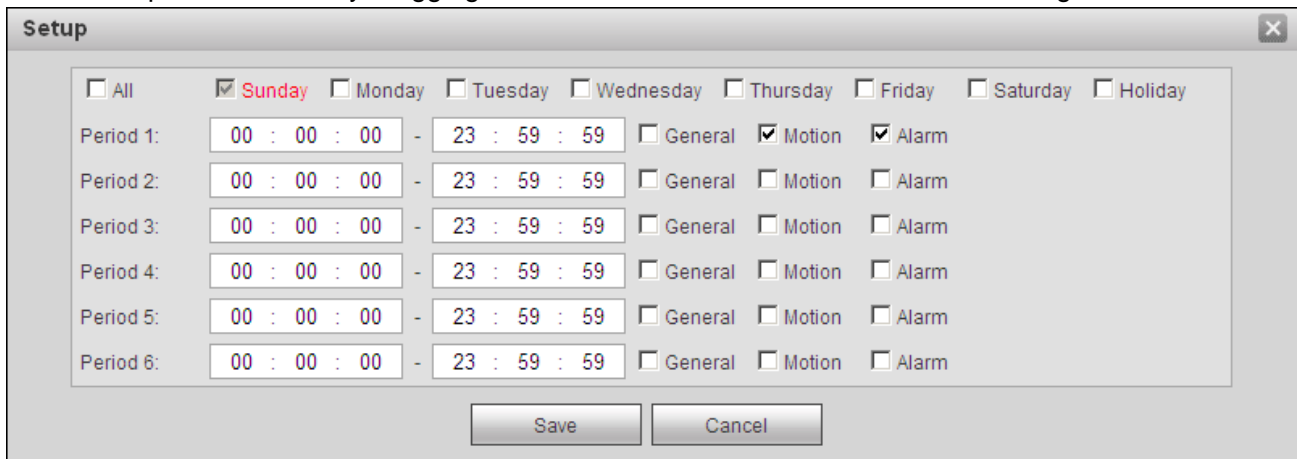 Setup
All Sunday Monday Tuesday Wednesday Thursday Friday Saturday Holiday
Period 1: 00 : 00 : 00 - 23 : 59 : 59 General Motion Alarm
Period 2: 00 : 00 : 00 - 23 : 59 : 59 General Motion Alarm
Period 3: 00 : 00 : 00 - 23 : 59 : 59 General Motion Alarm
Period 4: 00 : 00 : 00 - 23 : 59 : 59 General Motion Alarm
Period 5: 00 : 00 : 00 - 23 : 59 : 59 General Motion Alarm
Period 6: 00 : 00 : 00 - 23 : 59 : 59 General Motion Alarm
Save Cancel